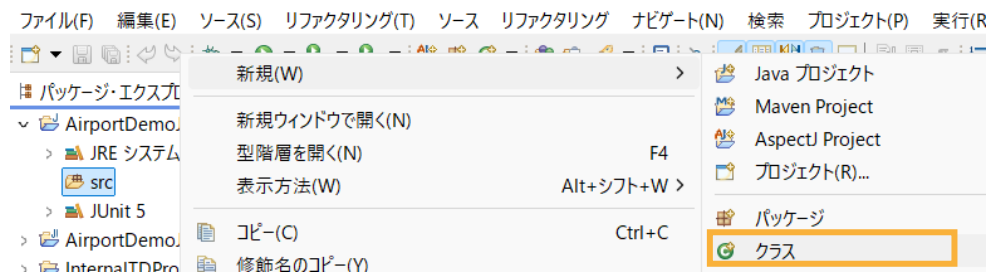 ファイル(F) 編集(E) ソース(S) リファクタリング(T) ソース リファクタリング ナビゲート(N) 検索 プロジェクト(P) 実行(R
パッケージ・エクスプロ
新規(W)
Java プロジェクト
Maven Project
AspectJ Project
プロジェクト(R)...
パッケージ
クラス
新規ウィンドウで開く(N)
型階層を開く(N) F4
表示方法(W) Alt+シフト+W
コピー(C) Ctrl+C
修飾名のコピー(Y)
AirportDemoJ
JRE システム
src
JUnit 5
AirportDemoJ
InternalTDPro